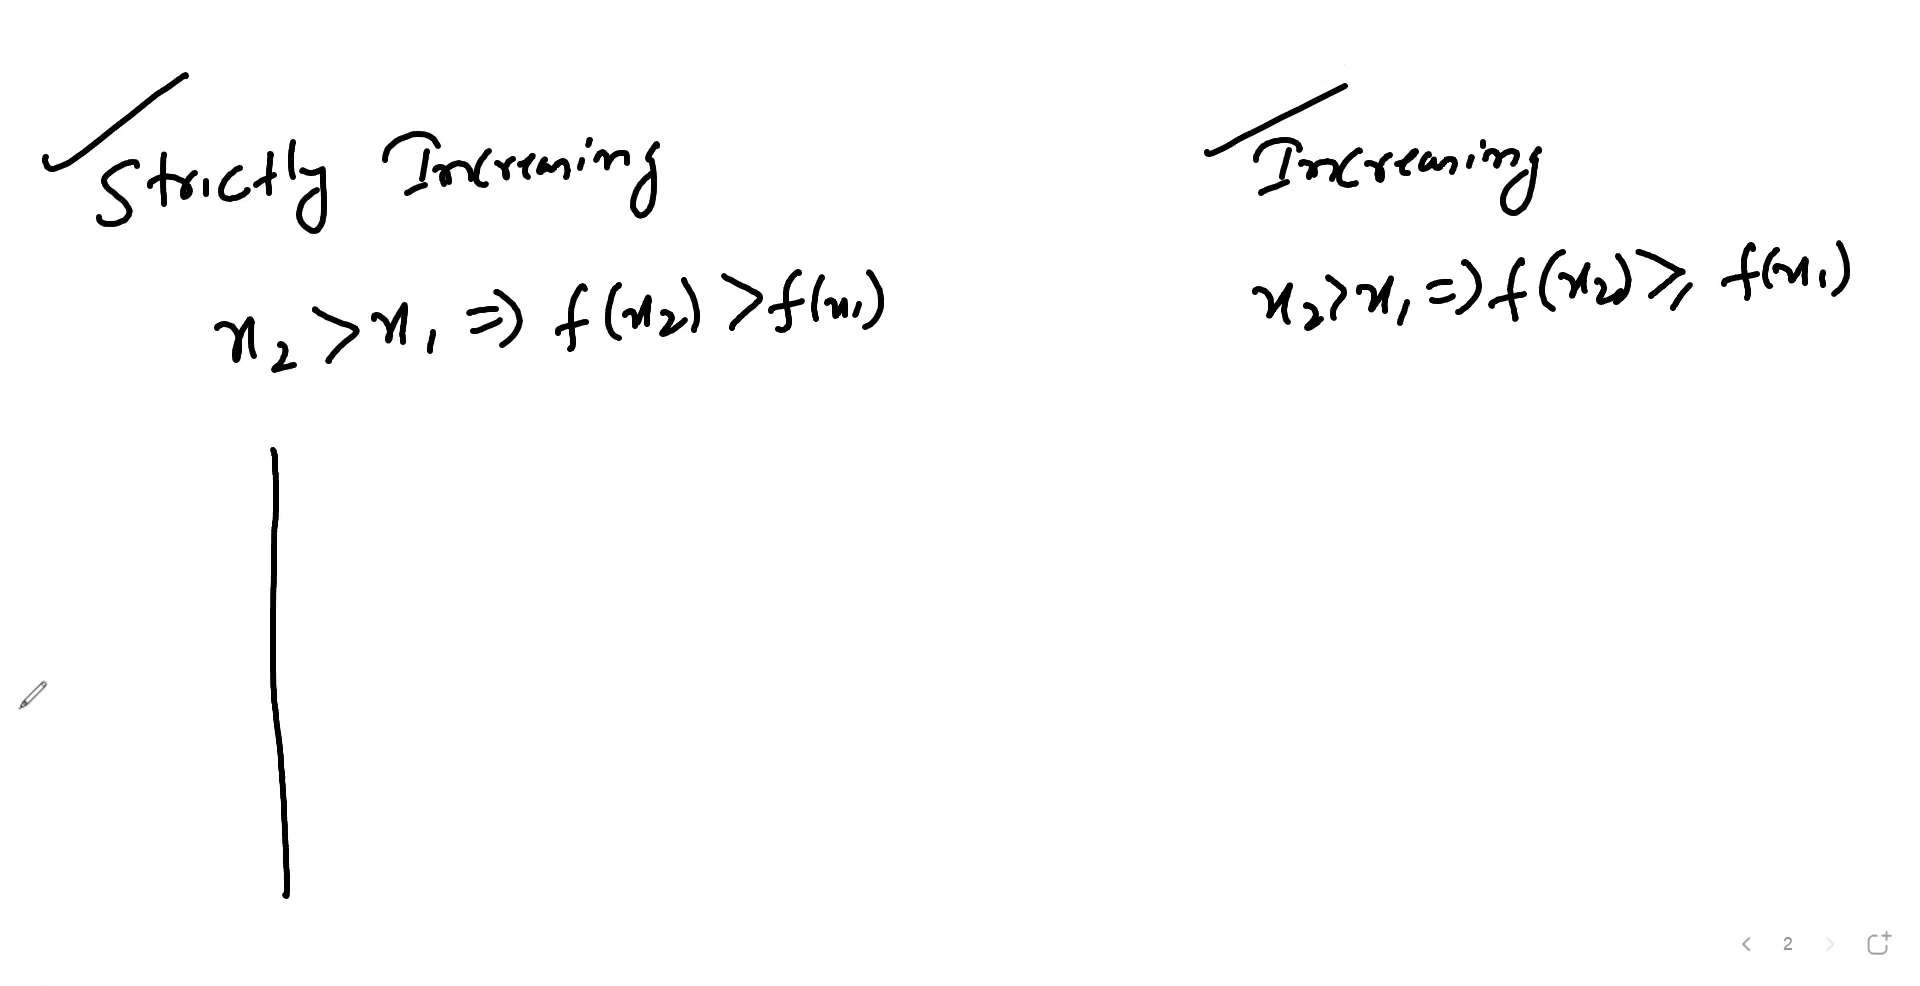 Strictly Increasing
x₂ > x₁ ⇒ f(x₂) > f(x₁)
Increasing
x₂ > x₁ ⇒ f(x₂) ≥ f(x₁)
2